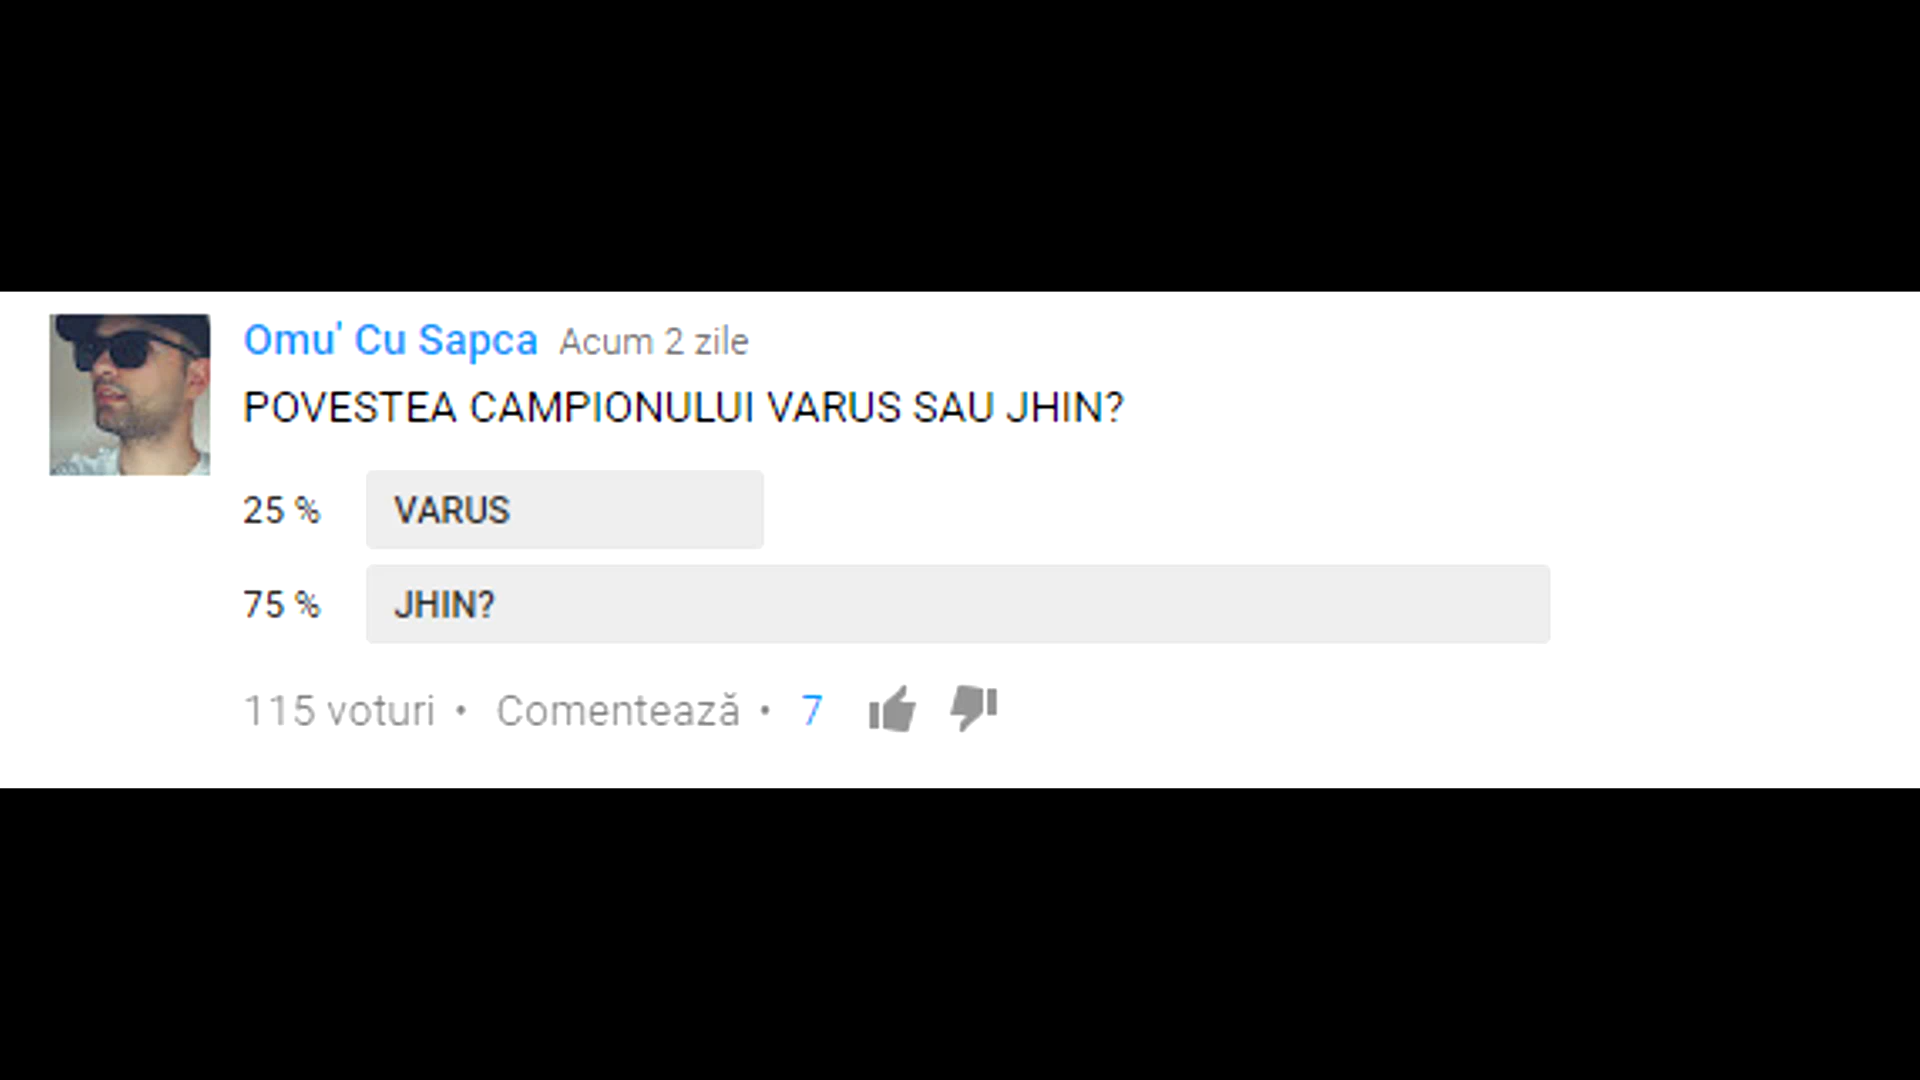 Omu' Cu Sapca Acum 2 zile
POVESTEA CAMPIONULUI VARUS SAU JHIN?
25 % VARUS
75 % JHIN?
115 voturi • Comentează • 7